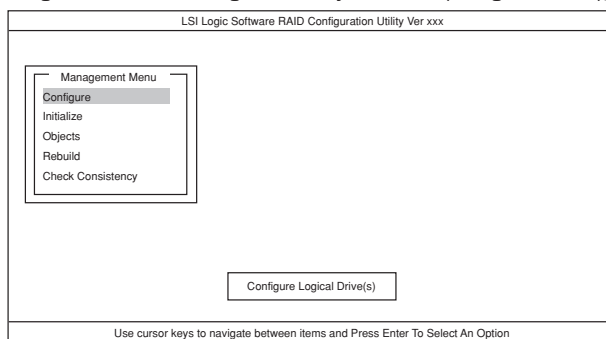 LSI Logic Software RAID Configuration Utility Ver xxx
Management Menu
Configure
Initialize
Objects
Rebuild
Check Consistency
Configure Logical Drive(s)
Use cursor keys to navigate between items and Press Enter To Select An Option